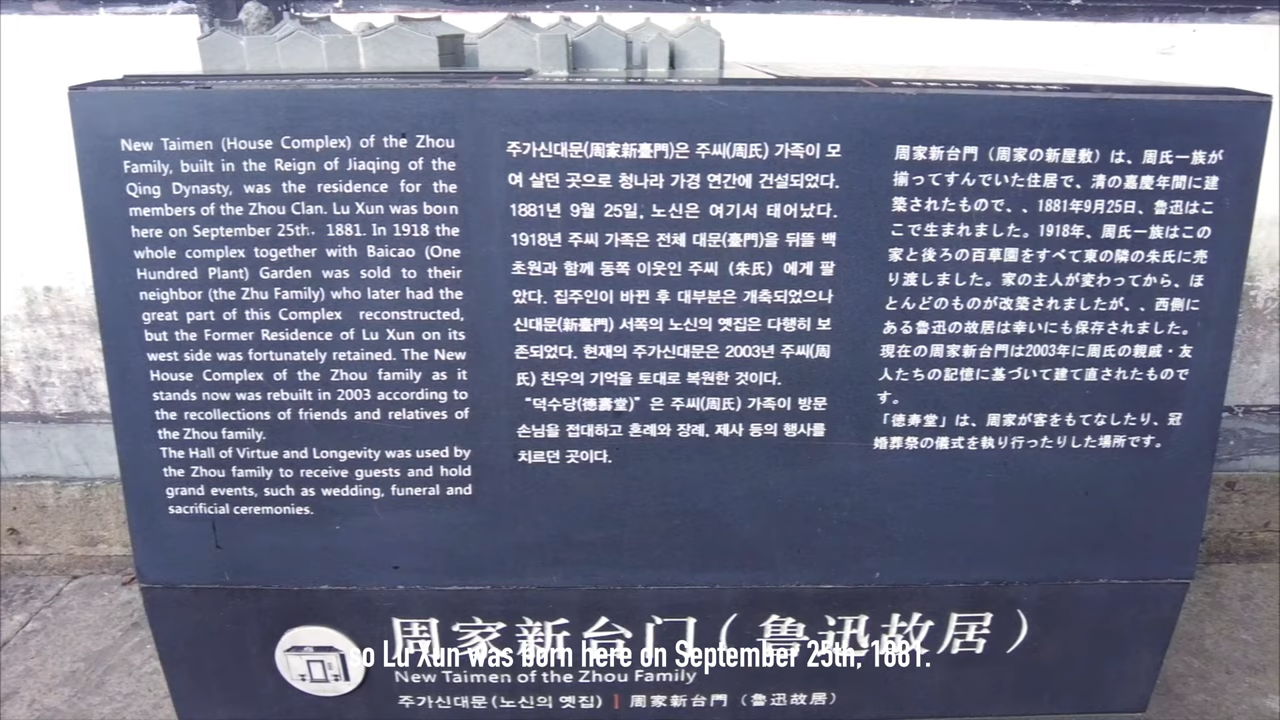 New Taimen (House Complex) of the Zhou
Family, built in the Reign of Jiaqing of the
Qing Dynasty, was the residence for the
members of the Zhou Clan. Lu Xun was born
here on September 25th, 1881. In 1918 the
whole complex together with Baicao (One
Hundred Plant) Garden was sold to their
neighbor (the Zhu Family) who later had the
great part of this Complex reconstructed,
but the Former Residence of Lu Xun on its
west side was fortunately retained. The New
House Complex of the Zhou family as it
stands now was rebuilt in 2003 according to
the recollections of friends and relatives of
the Zhou family.
The Hall of Virtue and Longevity was used by
the Zhou family to receive guests and hold
grand events, such as wedding, funeral and
sacrificial ceremonies.
주가신대문(周家新臺門)은 주씨(周氏) 가족이 모
여 살던 곳으로 청나라 가경 연간에 건설되었다.
1881년 9월 25일, 노신은 여기서 태어났다.
1918년 주씨 가족은 전체 대문(臺門)을 뒤뜰 백
초원과 함께 동쪽 이웃인 주씨 (朱氏) 에게 팔
았다. 집주인이 바뀐 후 대부분은 개축되었으나
신대문(新臺門) 서쪽의 노신의 옛집은 다행히 보
존되었다. 현재의 주가신대문은 2003년 주씨(周
氏) 친우의 기억을 토대로 복원한 것이다.
“덕수당(德壽堂)” 은 주씨(周氏) 가족이 방문
손님을 접대하고 혼례와 장례, 제사 등의 행사를
치르던 곳이다.
周家新台門（周家の新屋敷）は、周氏一族が
揃ってすんでいた住居で、清の嘉慶年間に建
築されたもので、、1881年9月25日、魯迅はこ
こで生まれました。1918年、周氏一族はこの
家と後ろの百草園をすべて東の隣の朱氏に売
り渡しました。家の主人が変わってから、ほ
とんどのものが改築されましたが、、西側に
ある魯迅の故居は幸いにも保存されました。
現在の周家新台門は2003年に周氏の親戚・友
人たちの記憶に基づいて建て直されたもので
す。
「徳寿堂」は、周家が客をもてなしたり、冠
婚葬祭の儀式を執り行ったりした場所です。
周家新台门（鲁迅故居）
so Lu Xun was born here on September 25th, 1881.
New Taimen of the Zhou Family
주가신대문(노신의 옛집) | 周家新台門（魯迅故居）